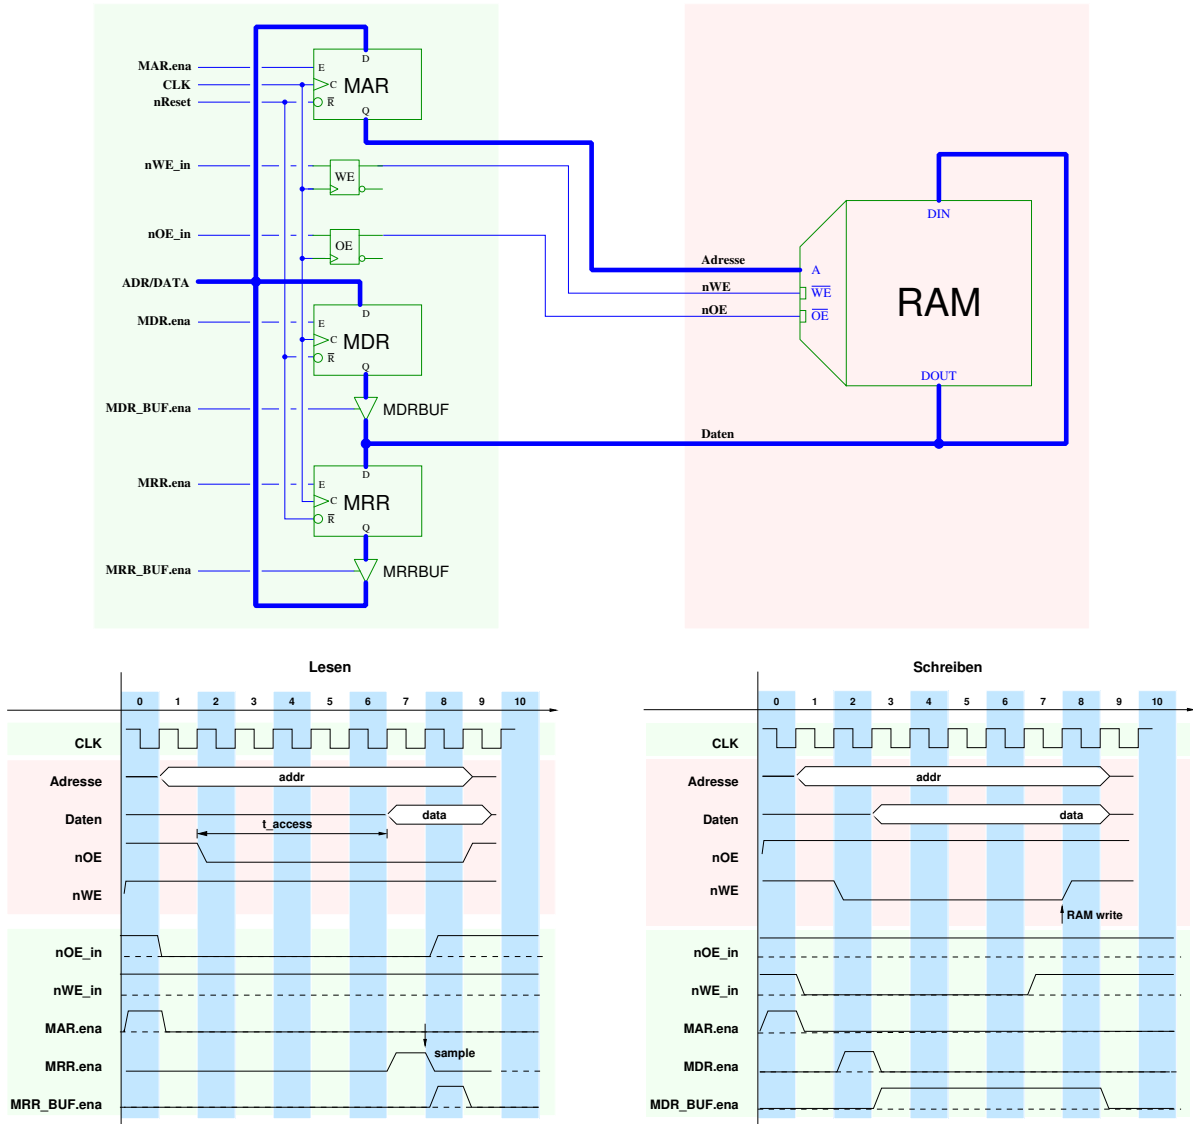 MAR.ena
CLK
nReset
D
E
C
R
MAR
Q
nWE_in
WE
nOE_in
OE
ADR/DATA
MDR.ena
D
E
C
R
MDR
Q
MDR_BUF.ena
MDRBUF
MRR.ena
D
E
C
R
MRR
Q
MRR_BUF.ena
MRRBUF
Adresse
nWE
nOE
Daten
DIN
A
WE
OE
RAM
DOUT
Lesen
0 1 2 3 4 5 6 7 8 9 10
CLK
Adresse addr
Daten data
t_access
nOE
nWE
nOE_in
nWE_in
MAR.ena
sample
MRR.ena
MRR_BUF.ena
Schreiben
0 1 2 3 4 5 6 7 8 9 10
CLK
Adresse addr
Daten data
nOE
nWE
RAM write
nOE_in
nWE_in
MAR.ena
MDR.ena
MDR_BUF.ena